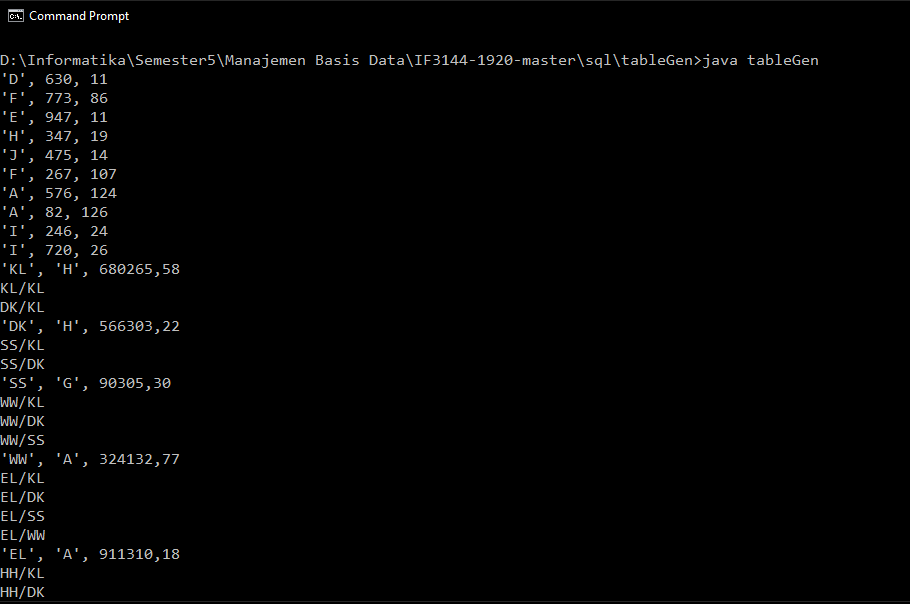 Command Prompt
D:\Informatika\Semester5\Manajemen Basis Data\IF3144-1920-master\sql\tableGen>java tableGen
'D', 630, 11
'F', 773, 86
'E', 947, 11
'H', 347, 19
'J', 475, 14
'F', 267, 107
'A', 576, 124
'A', 82, 126
'I', 246, 24
'I', 720, 26
'KL', 'H', 680265,58
KL/KL
DK/KL
'DK', 'H', 566303,22
SS/KL
SS/DK
'SS', 'G', 90305,30
WW/KL
WW/DK
WW/SS
'WW', 'A', 324132,77
EL/KL
EL/DK
EL/SS
EL/WW
'EL', 'A', 911310,18
HH/KL
HH/DK